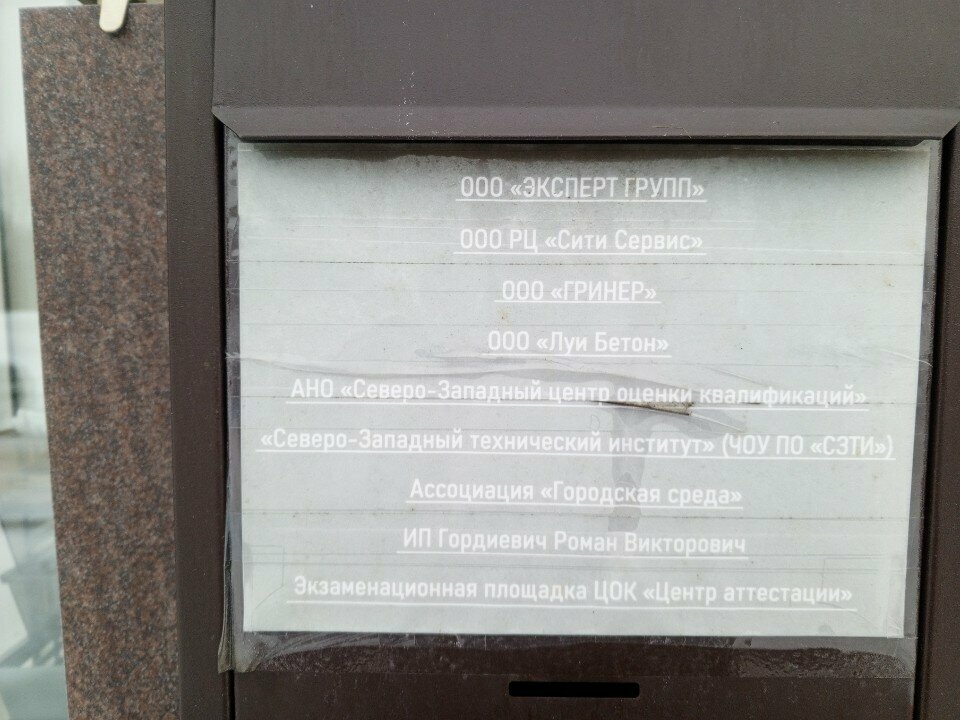 ООО «ЭКСПЕРТ ГРУПП»
ООО РЦ «Сити Сервис»
ООО «ГРИНЕР»
ООО «Луи Бетон»
АНО «Северо-Западный центр оценки квалификаций»
«Северо-Западный технический институт» (ЧОУ ПО «СЗТИ»)
Ассоциация «Городская среда»
ИП Гордиевич Роман Викторович
Экзаменационная площадка ЦОК «Центр аттестации»